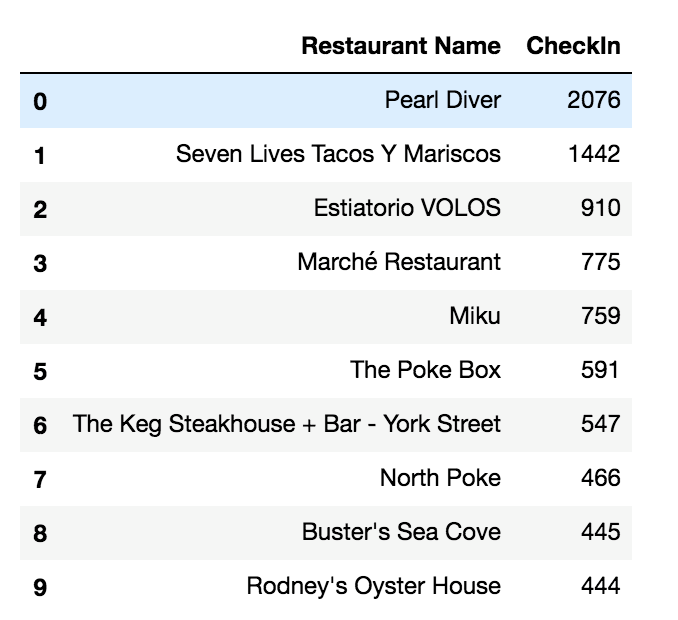 Restaurant Name CheckIn
0 Pearl Diver 2076
1 Seven Lives Tacos Y Mariscos 1442
2 Estiatorio VOLOS 910
3 Marché Restaurant 775
4 Miku 759
5 The Poke Box 591
6 The Keg Steakhouse + Bar - York Street 547
7 North Poke 466
8 Buster's Sea Cove 445
9 Rodney's Oyster House 444